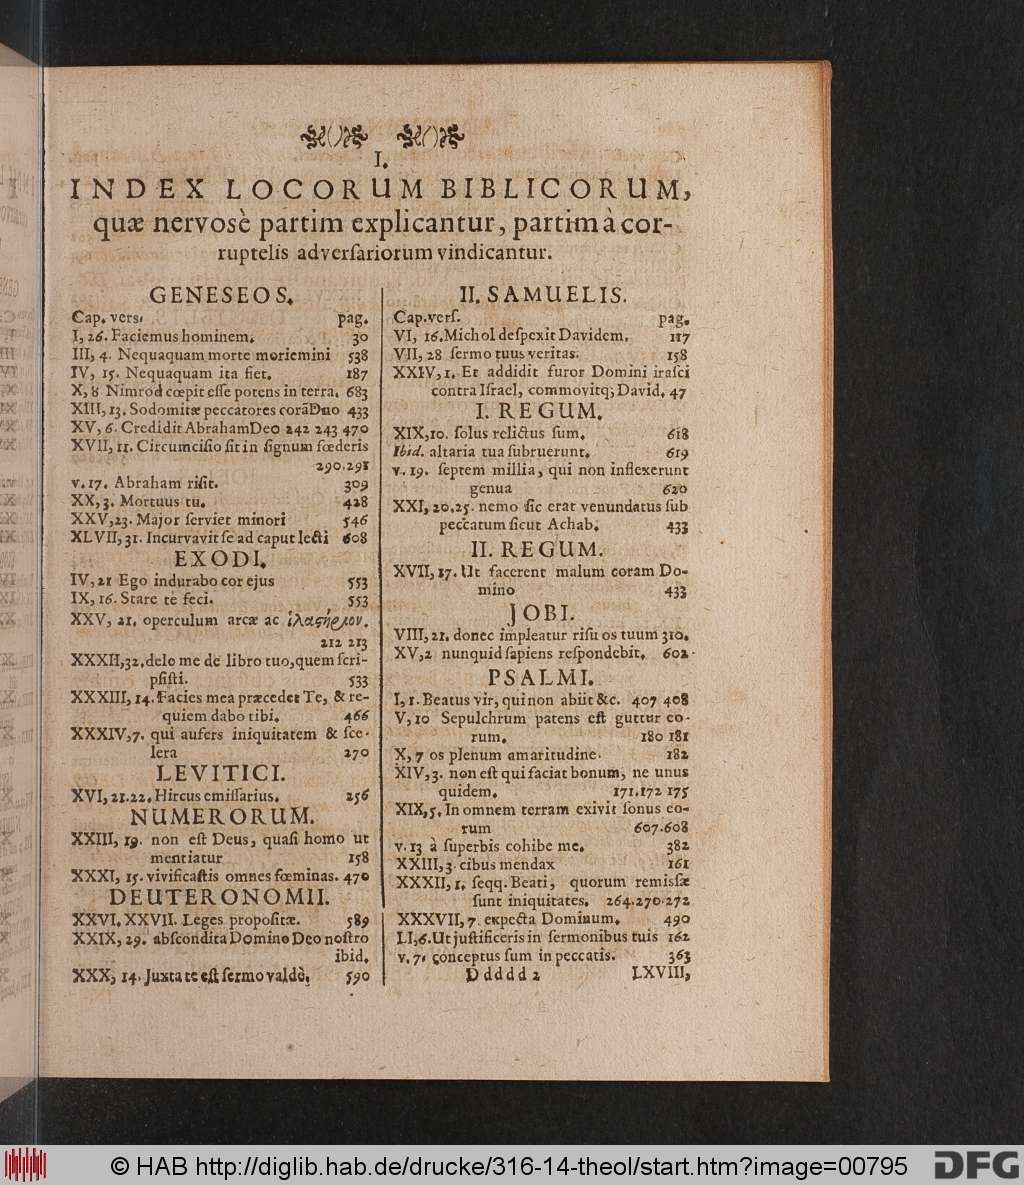 I.
INDEX LOCORUM BIBLICORUM,
quæ nervosè partim explicantur, partim à cor-
ruptelis adverſariorum vindicantur.
GENESEOS.
Cap. vers. pag.
I, 26. Faciemus hominem. 30
III, 4. Nequaquam morte moriemini 538
IV, 15. Nequaquam ita fiet. 187
X, 8 Nimrod cœpit eſſe potens in terra. 683
XIII, 13. Sodomitæ peccatores corã Dno 433
XV, 6. Credidit Abraham Deo 242 243 470
XVII, 11. Circumciſio ſit in ſignum fœderis
290.291
v. 17. Abraham riſit. 309
XX, 3. Mortuus tu. 428
XXV, 23. Major ſerviet minori 546
XLVII, 31. Incurvavit ſe ad caput lecti 608
EXODI.
IV, 21 Ego indurabo cor ejus 553
IX, 16. Stare te feci. 553
XXV, 21. operculum arcæ ac ἱλαςήριον.
212 213
XXXII, 32. dele me de libro tuo, quem ſcri-
pſiſti. 533
XXXIII, 14. Facies mea præcedet Te, & re-
quiem dabo tibi. 466
XXXIV, 7. qui aufers iniquitatem & ſce-
lera 270
LEVITICI.
XVI, 21.22. Hircus emiſſarius. 256
NUMERORUM.
XXIII, 19. non eſt Deus, quaſi homo ut
mentiatur 158
XXXI, 15. vivificaſtis omnes fœminas. 470
DEUTERONOMII.
XXVI. XXVII. Leges propoſitæ. 589
XXIX, 29. abſcondita Domino Deo noſtro
ibid.
XXX, 14. Juxta te eſt ſermo valdè. 590
II. SAMUELIS.
Cap. verſ. pag.
VI, 16. Michol deſpexit Davidem. 117
VII, 28 ſermo tuus veritas. 158
XXIV, 1. Et addidit furor Domini iraſci
contra Iſrael, commovitq; David. 47
I. REGUM.
XIX, 10. ſolus relictus ſum. 618
Ibid. altaria tua ſubruerunt. 619
v. 19. ſeptem millia, qui non inflexerunt
genua 620
XXI, 20.25. nemo ſic erat venundatus ſub
peccatum ſicut Achab. 433
II. REGUM.
XVII, 17. Ut facerent malum coram Do-
mino 433
JOBI.
VIII, 21. donec impleatur riſu os tuum 310.
XV, 2 nunquid ſapiens reſpondebit. 602.
PSALMI.
I, 1. Beatus vir, qui non abiit &c. 407 408
V, 10 Sepulchrum patens eſt guttur eo-
rum. 180 181
X, 7 os plenum amaritudine. 182
XIV, 3. non eſt qui faciat bonum, ne unus
quidem. 171.172 175
XIX, 5. In omnem terram exivit ſonus eo-
rum 607.608
v. 13 à ſuperbis cohibe me. 382
XXIII, 3. cibus mendax 161
XXXII, 1. ſeqq. Beati, quorum remiſſæ
ſunt iniquitates. 264.270.272
XXXVII, 7. expecta Dominum. 490
LI, 6. Ut juſtificeris in ſermonibus tuis 162
v. 7. conceptus ſum in peccatis. 363
D d d d d 2 LXVIII,
© HAB http://diglib.hab.de/drucke/316-14-theol/start.htm?image=00795
DFG